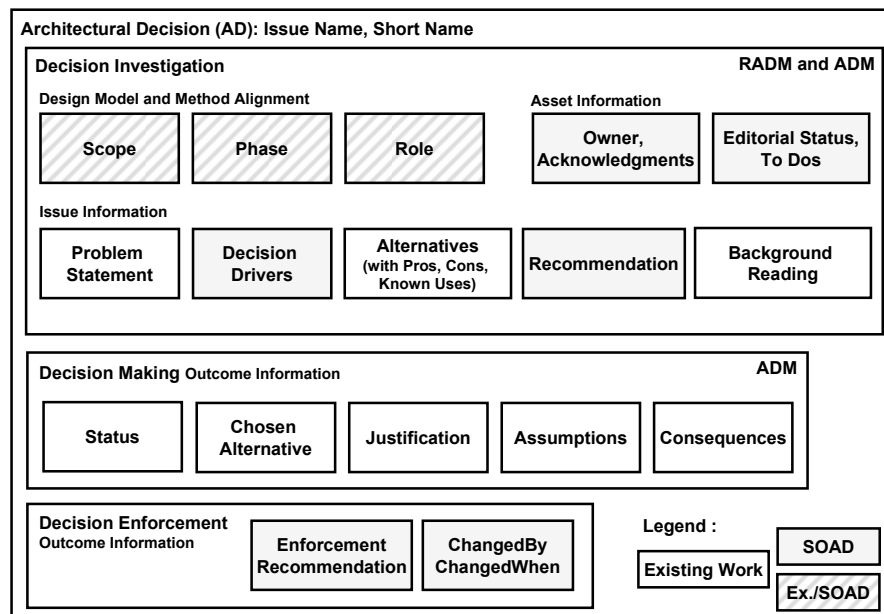 Architectural Decision (AD): Issue Name, Short Name
Decision Investigation
RADM and ADM
Design Model and Method Alignment
Asset Information
Scope
Phase
Role
Owner,
Acknowledgments
Editorial Status,
To Dos
Issue Information
Problem
Statement
Decision
Drivers
Alternatives
(with Pros, Cons,
Known Uses)
Recommendation
Background
Reading
Decision Making Outcome Information
ADM
Status
Chosen
Alternative
Justification
Assumptions
Consequences
Decision Enforcement
Outcome Information
Enforcement
Recommendation
ChangedBy
ChangedWhen
Legend :
Existing Work
SOAD
Ex./SOAD